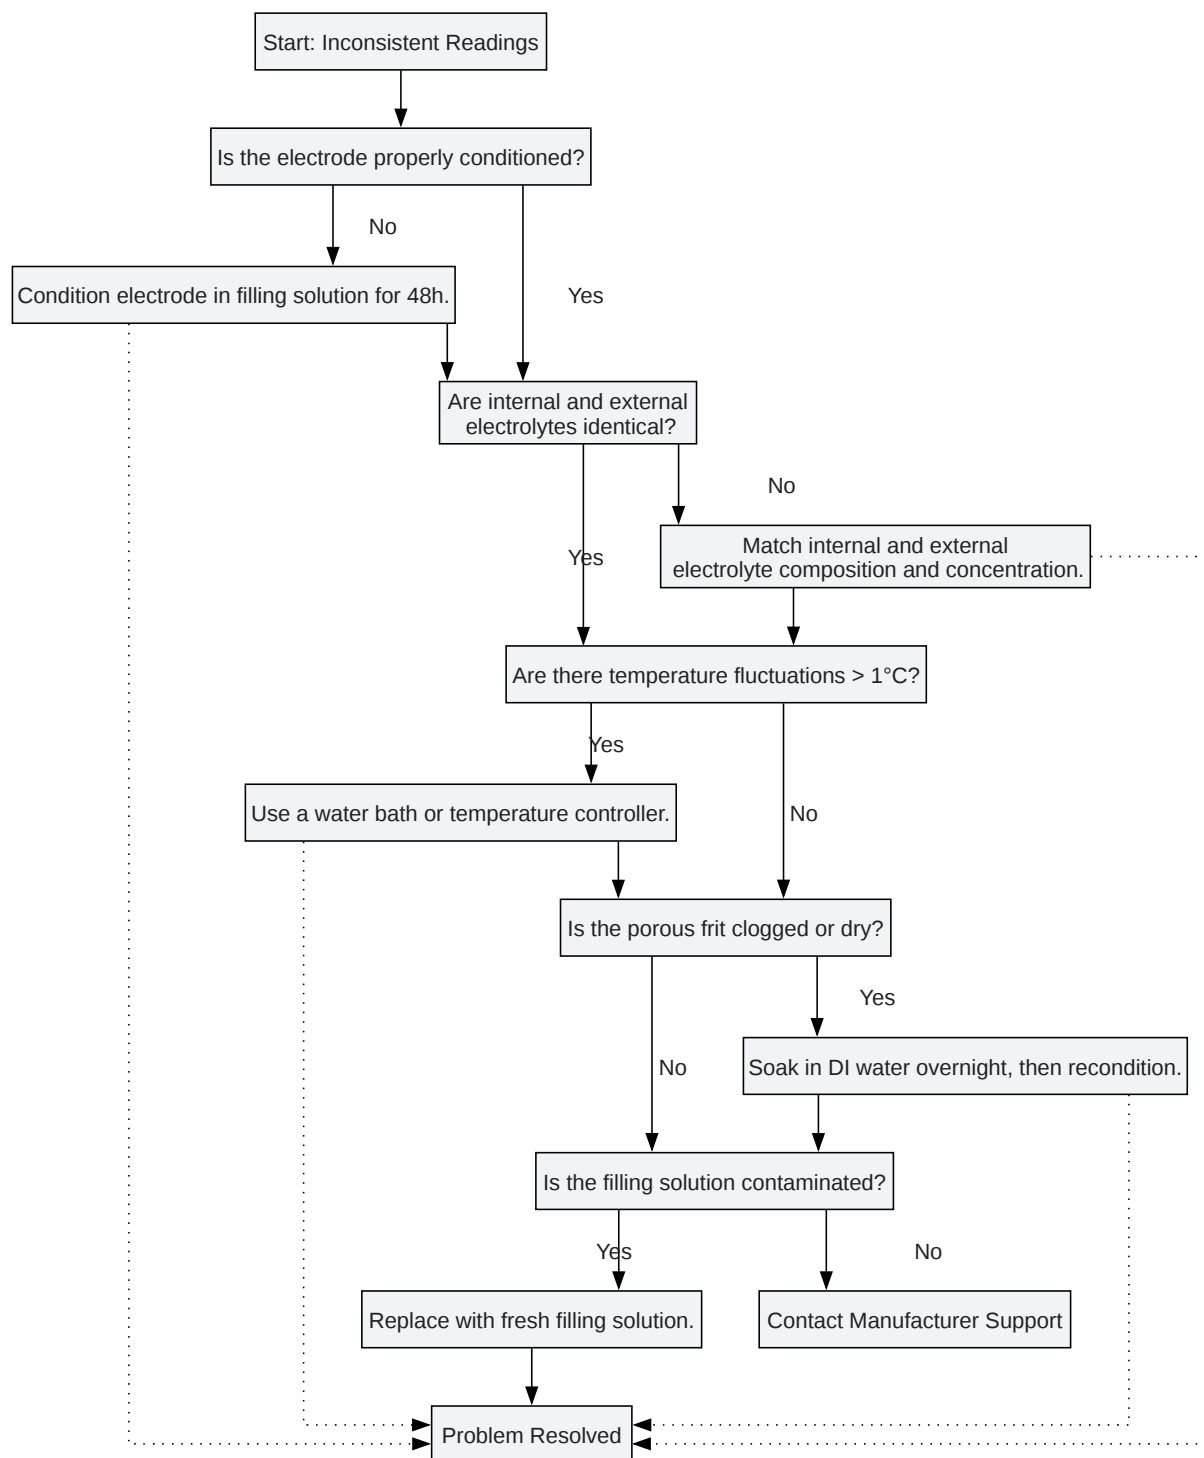 Start: Inconsistent Readings
Is the electrode properly conditioned?
No
Condition electrode in filling solution for 48h.
Yes
Are internal and external
electrolytes identical?
No
Match internal and external
electrolyte composition and concentration.
Yes
Are there temperature fluctuations > 1°C?
Yes
Use a water bath or temperature controller.
No
Is the porous frit clogged or dry?
Yes
No
Soak in DI water overnight, then recondition.
Is the filling solution contaminated?
Yes
No
Replace with fresh filling solution.
Contact Manufacturer Support
Problem Resolved